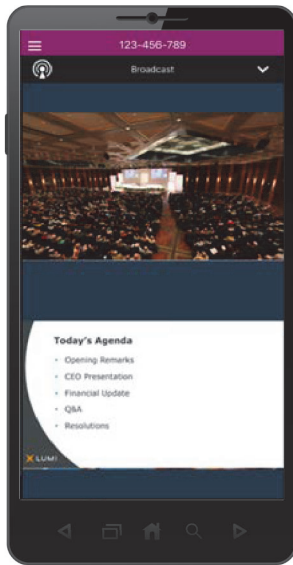 123-456-789
Broadcast
Today's Agenda
Opening Remarks
CEO Presentation
Financial Update
Q&A
Resolutions
LUMI